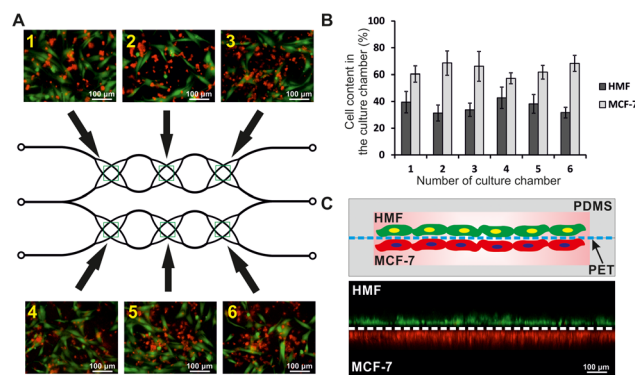 A
1
2
3
100 µm
100 µm
100 µm
4
5
6
100 µm
100 µm
100 µm
B
Cell content in
the culture chamber (%)
100
80
60
40
20
0
1 2 3 4 5 6
Number of culture chamber
HMF
MCF-7
C
PDMS
HMF
MCF-7
PET
HMF
MCF-7
100 µm